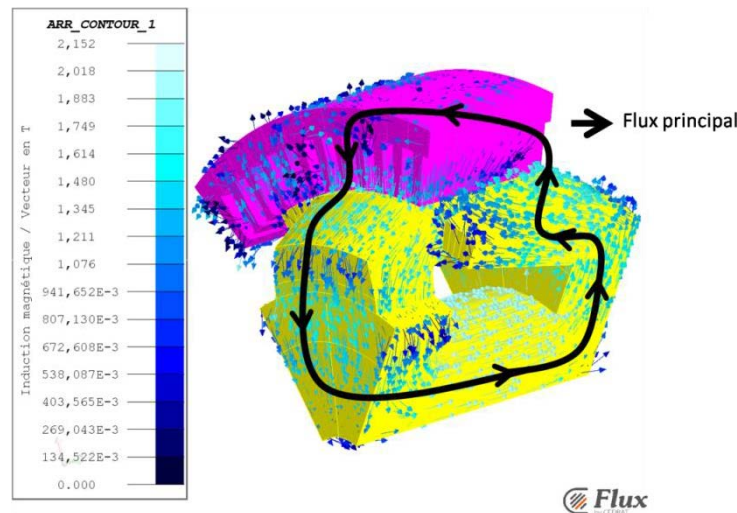 ARR_CONTOUR_1
2,152
2,018
1,883
1,749
1,614
1,480
1,345
1,211
1,076
941,652E-3
807,130E-3
672,608E-3
538,087E-3
403,565E-3
269,043E-3
134,522E-3
0.000
Induction magnétique / Vecteur en T
Flux principal
Flux